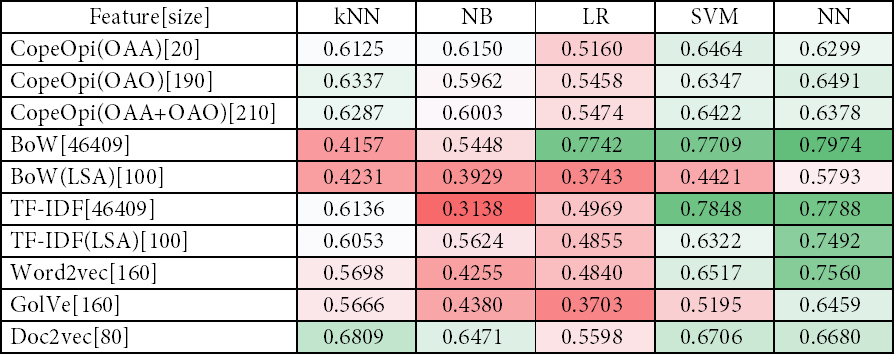 Feature[size] kNN NB LR SVM NN
CopeOpi(OAA)[20] 0.6125 0.6150 0.5160 0.6464 0.6299
CopeOpi(OAO)[190] 0.6337 0.5962 0.5458 0.6347 0.6491
CopeOpi(OAA+OAO)[210] 0.6287 0.6003 0.5474 0.6422 0.6378
BoW[46409] 0.4157 0.5448 0.7742 0.7709 0.7974
BoW(LSA)[100] 0.4231 0.3929 0.3743 0.4421 0.5793
TF-IDF[46409] 0.6136 0.3138 0.4969 0.7848 0.7788
TF-IDF(LSA)[100] 0.6053 0.5624 0.4855 0.6322 0.7492
Word2vec[160] 0.5698 0.4255 0.4840 0.6517 0.7560
GolVe[160] 0.5666 0.4380 0.3703 0.5195 0.6459
Doc2vec[80] 0.6809 0.6471 0.5598 0.6706 0.6680